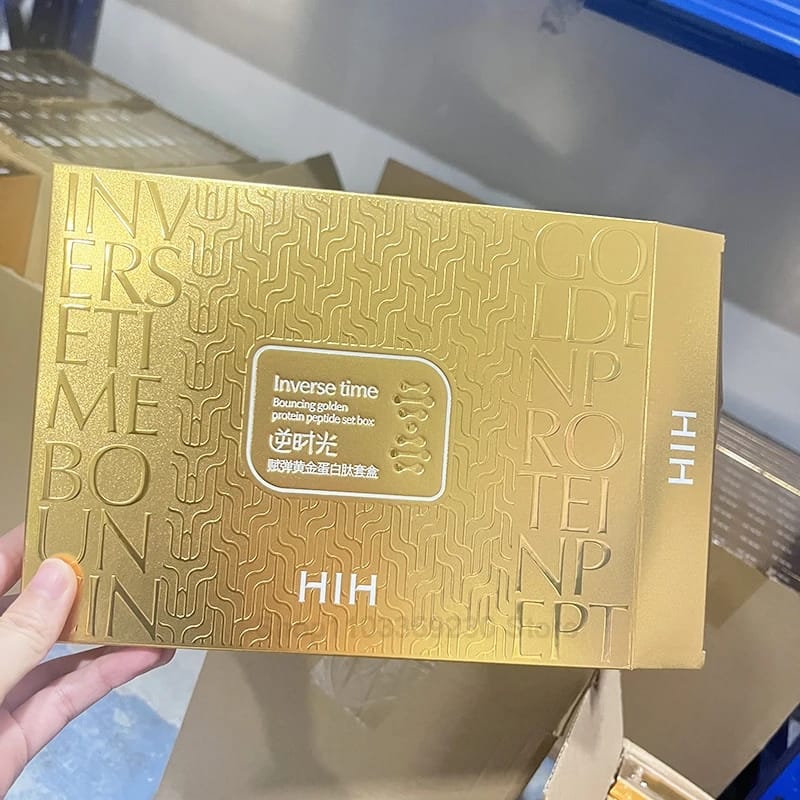 INV
ERS
ETI
ME
BO
UN
IN
Inverse time
Bouncing golden
protein peptide set box
逆时光
赋弹黄金蛋白肽套盒
HIH
GO
LDE
NP
RO
TEI
NP
EPT
HIH